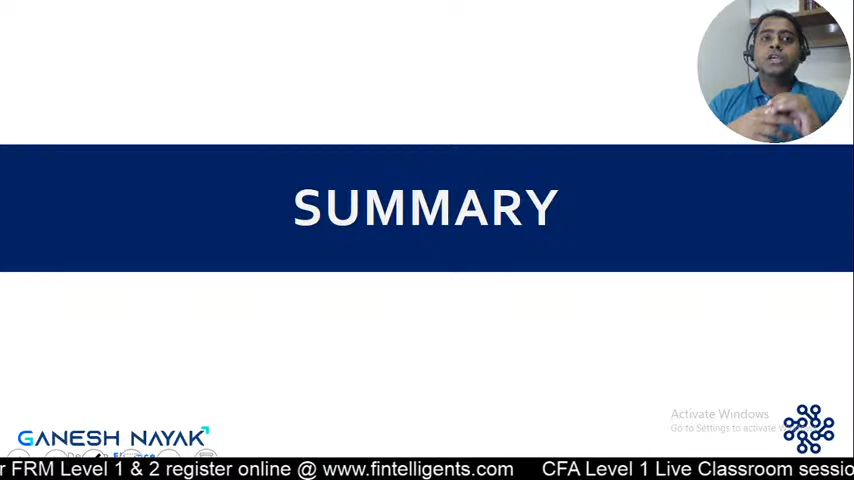 SUMMARY
Activate Windows
Go to Settings to activate
GANESH NAYAK
r FRM Level 1 & 2 register online @ www.fintelligents.com CFA Level 1 Live Classroom sessio